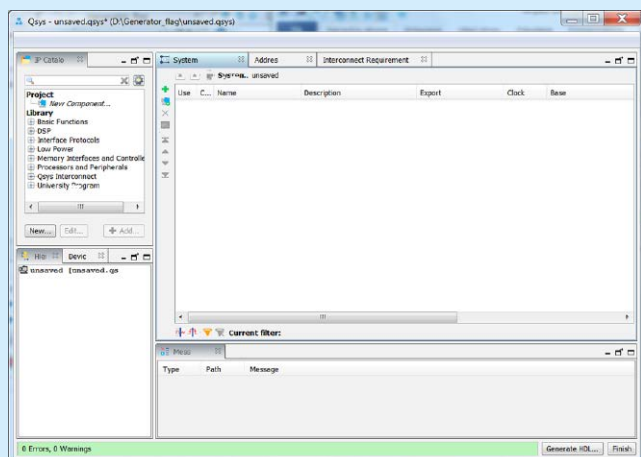 Qsys - unsaved.qsys* (D:\Generator_flag\unsaved.qsys)
IP Catalo
Project
New Component...
Library
Basic Functions
DSP
Interface Protocols
Low Power
Memory Interfaces and Controlle
Processors and Peripherals
Qsys Interconnect
University Program
New... Edit... Add...
System Addres Interconnect Requirement
unsaved
Use C... Name Description Export Clock Base
Current filter:
Devic
unsaved [unsaved.qs
Mess
Type Path Message
0 Errors, 0 Warnings
Generate HDL... Finish